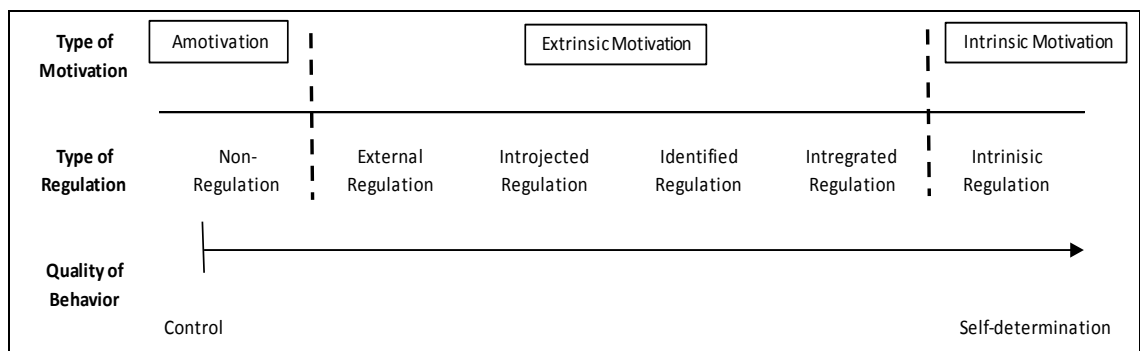 Type of
Motivation
Amotivation
Extrinsic Motivation
Intrinsic Motivation
Type of
Regulation
Non-
Regulation
External
Regulation
Introjected
Regulation
Identified
Regulation
Intregrated
Regulation
Intrinisic
Regulation
Quality of
Behavior
Control
Self-determination